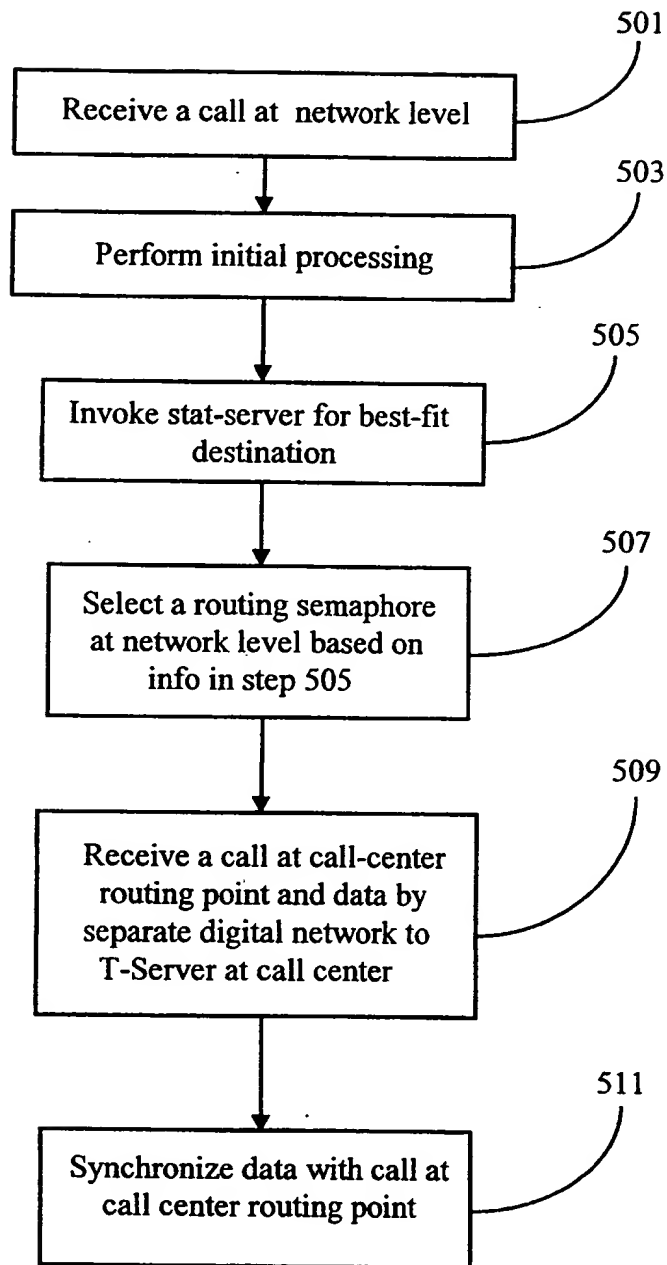 501
Receive a call at network level
503
Perform initial processing
505
Invoke stat-server for best-fit
destination
507
Select a routing semaphore
at network level based on
info in step 505
509
Receive a call at call-center
routing point and data by
separate digital network to
T-Server at call center
511
Synchronize data with call at
call center routing point